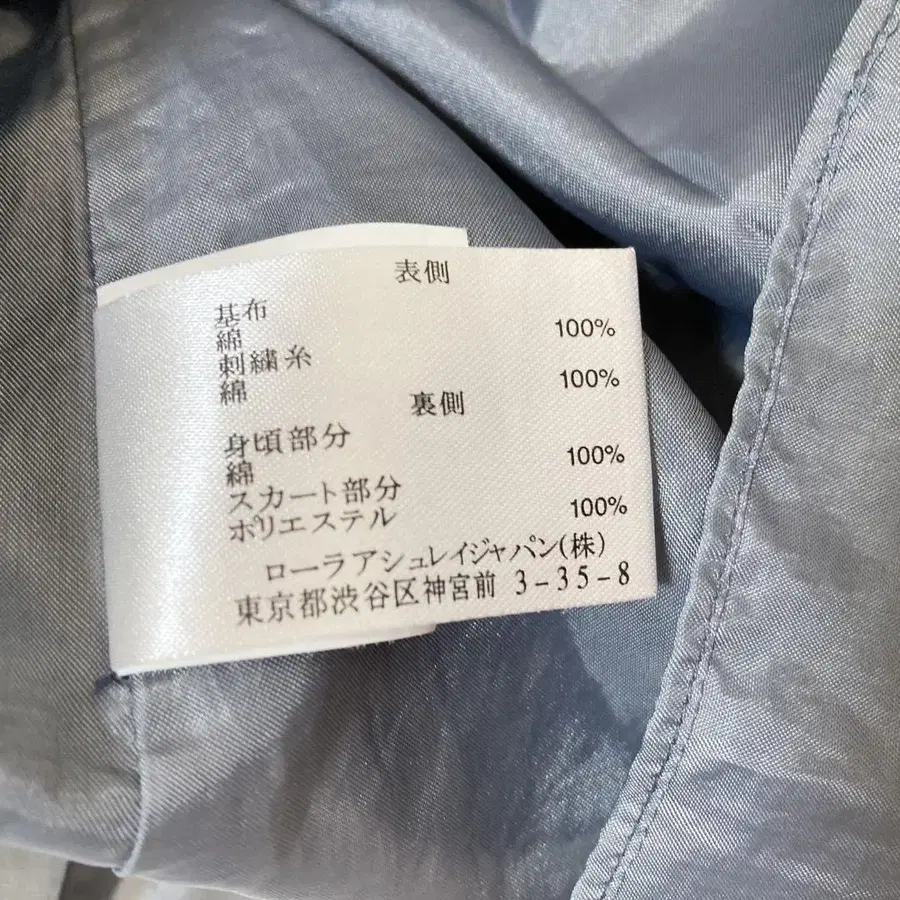 表側
基布
綿 100%
刺繍糸
綿 100%
裏側
身頃部分
綿 100%
スカート部分
ポリエステル 100%
ローラアシュレイジャパン(株)
東京都渋谷区神宮前 3-35-8